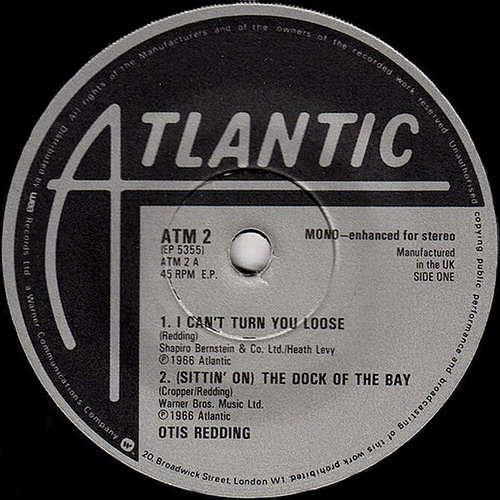 ATLANTIC
ATM 2
(EP 5355)
ATM 2 A
45 RPM E.P.
MONO—enhanced for stereo
Manufactured
in the UK
SIDE ONE
1. I CAN'T TURN YOU LOOSE
(Redding)
Shapiro Bernstein & Co. Ltd./Heath Levy
℗ 1966 Atlantic
2. (SITTIN' ON) THE DOCK OF THE BAY
(Cropper/Redding)
Warner Bros. Music Ltd.
℗ 1966 Atlantic
OTIS REDDING
All rights of the Manufacturers and of the owners of the recorded work reserved. Unauthorised copying public performance and broadcasting of this work prohibited.
Distributed by wea Records Ltd. a Warner Communications Company
20, Broadwick Street, London W1.